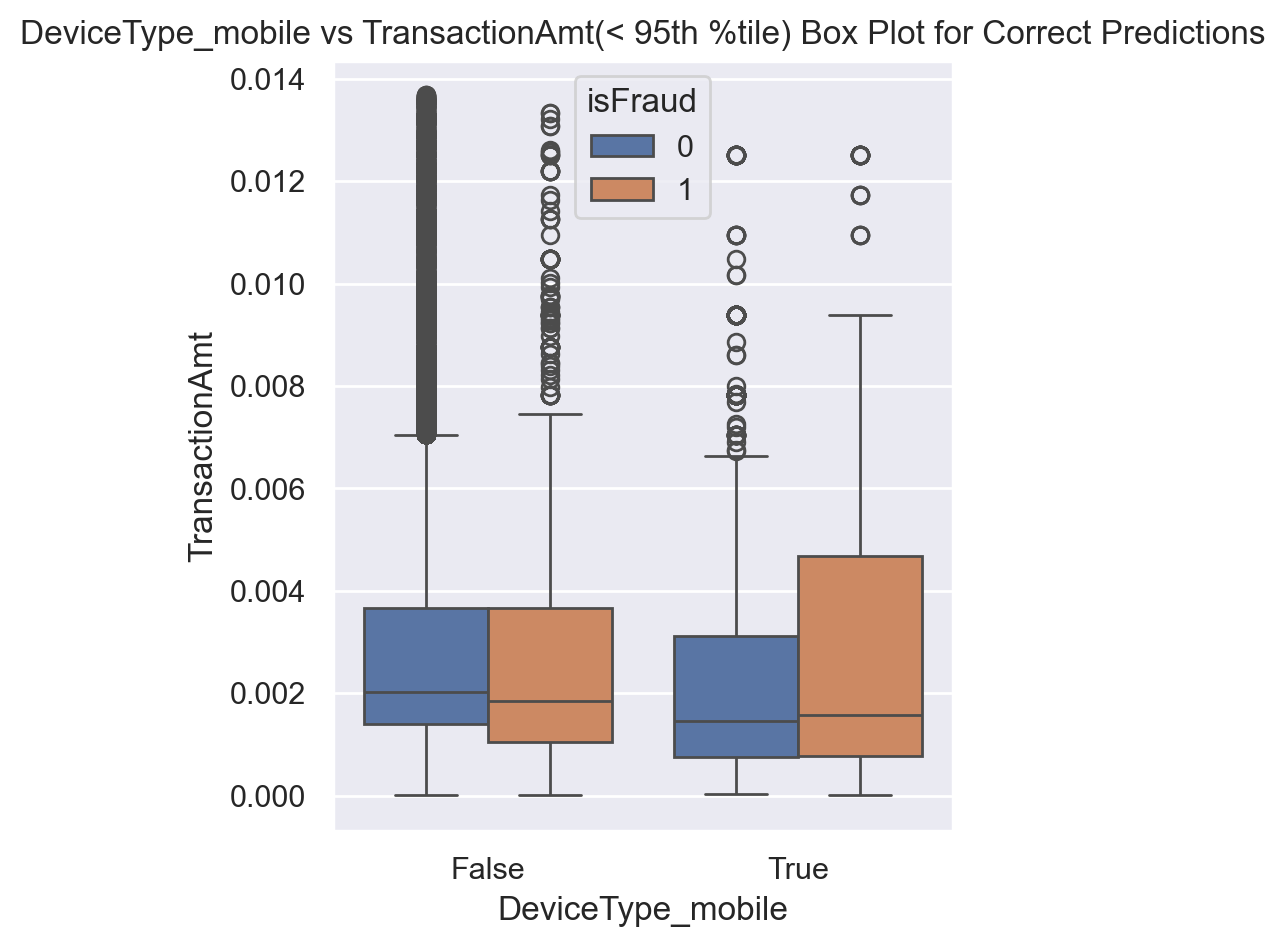 DeviceType_mobile vs TransactionAmt(< 95th %tile) Box Plot for Correct Predictions
isFraud
0
1
0.014
0.012
0.010
0.008
0.006
0.004
0.002
0.000
TransactionAmt
False
True
DeviceType_mobile